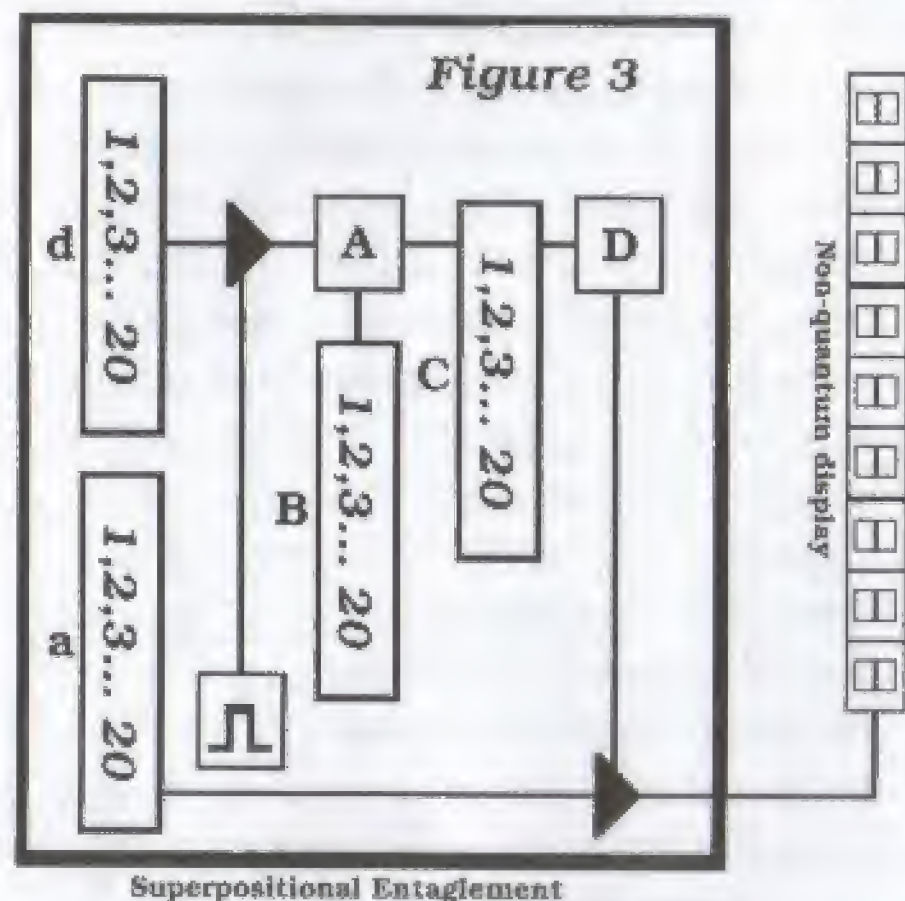 Figure 3
d
1,2,3... 20
A
D
C
1,2,3... 20
B
1,2,3... 20
a
1,2,3... 20
Non-quantum display
Superpositional Entaglement